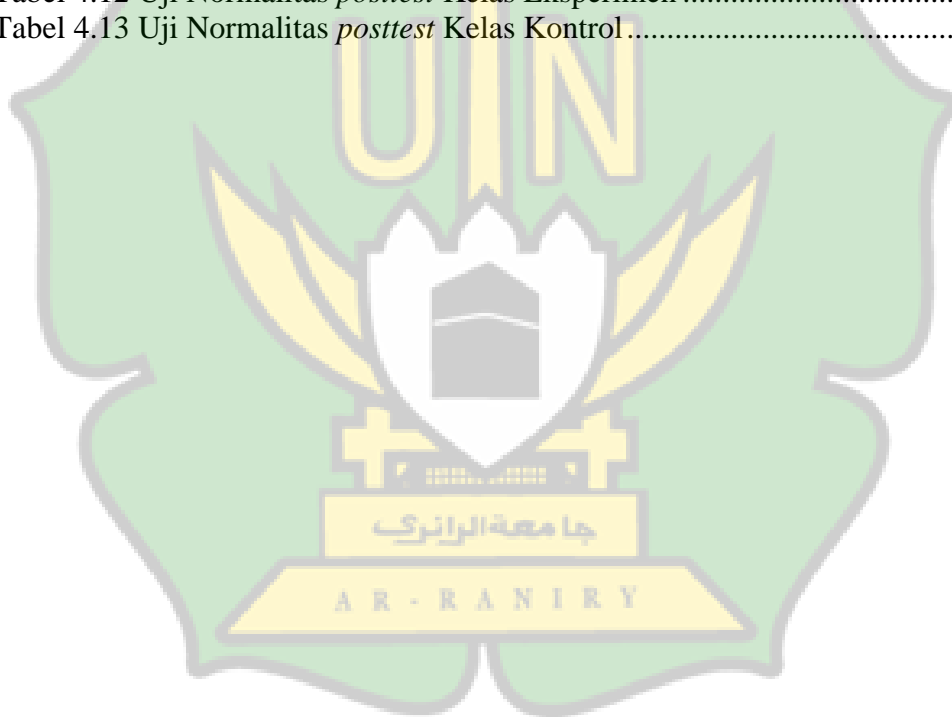 Tabel 4.12 Uji Normalitas posttest Kelas Eksperimen ........................................
Tabel 4.13 Uji Normalitas posttest Kelas Kontrol ........................................
UIN
جامعة الرانري
AR-RANIRY